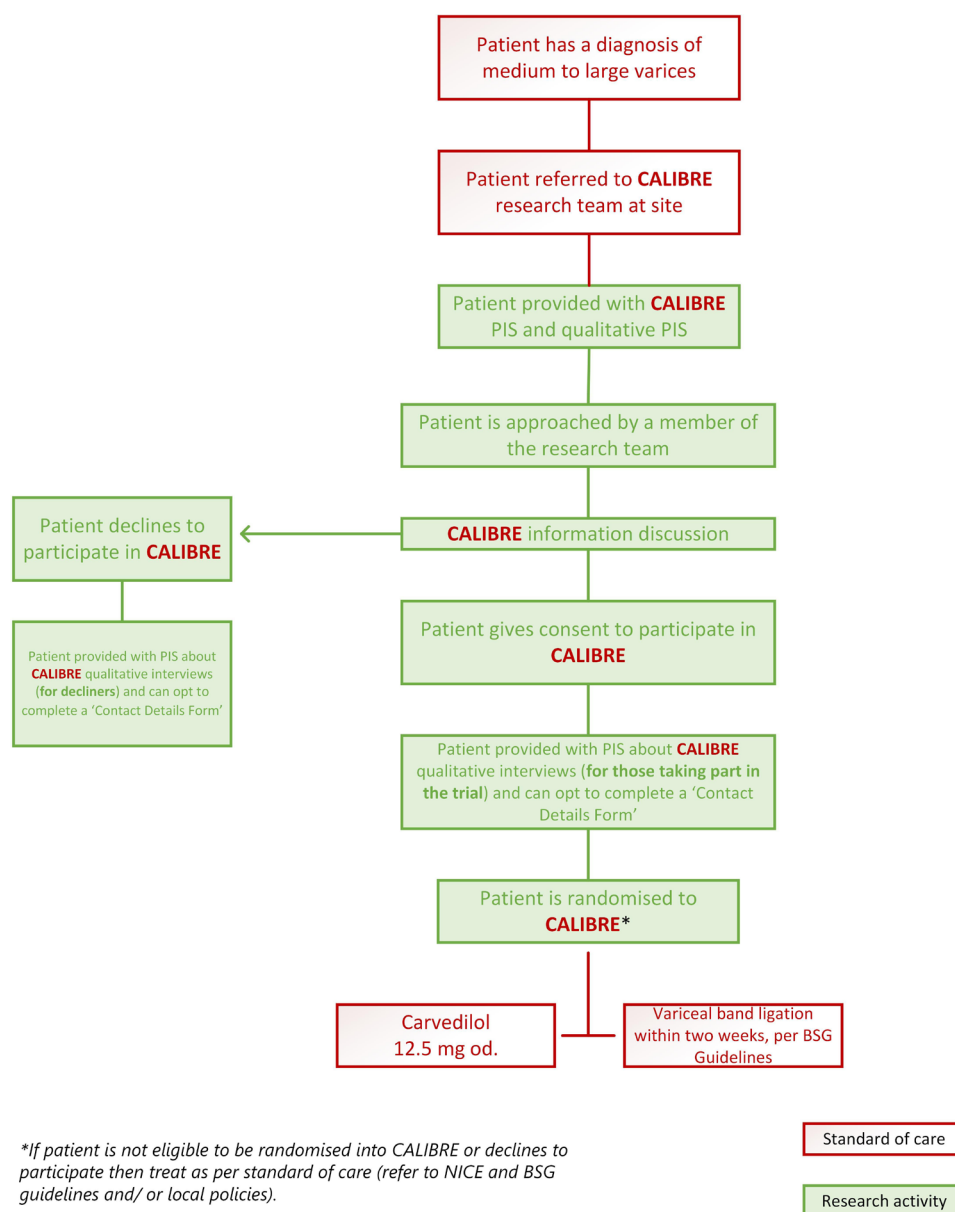 Patient has a diagnosis of
medium to large varices
Patient referred to CALIBRE
research team at site
Patient provided with CALIBRE
PIS and qualitative PIS
Patient is approached by a member of
the research team
CALIBRE information discussion
Patient declines to
participate in CALIBRE
Patient provided with PIS about
CALIBRE qualitative interviews
(for decliners) and can opt to
complete a ‘Contact Details Form’
Patient gives consent to participate in
CALIBRE
Patient provided with PIS about CALIBRE
qualitative interviews (for those taking part in
the trial) and can opt to complete a ‘Contact
Details Form’
Patient is randomised to
CALIBRE*
Carvedilol
12.5 mg od.
Variceal band ligation
within two weeks, per BSG
Guidelines
*If patient is not eligible to be randomised into CALIBRE or declines to
participate then treat as per standard of care (refer to NICE and BSG
guidelines and/ or local policies).
Standard of care
Research activity